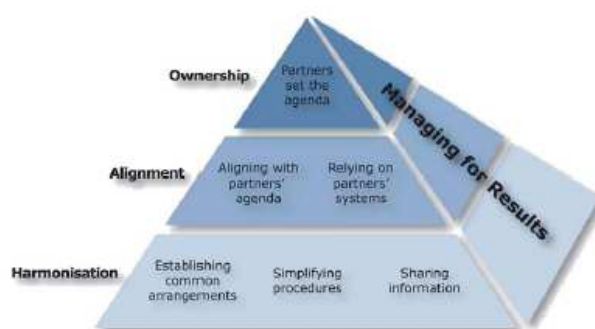 Ownership
Partners
set the
agenda
Managing for Results
Alignment
Aligning with
partners'
agenda
Relying on
partners'
systems
Harmonisation
Establishing
common
arrangements
Simplifying
procedures
Sharing
information